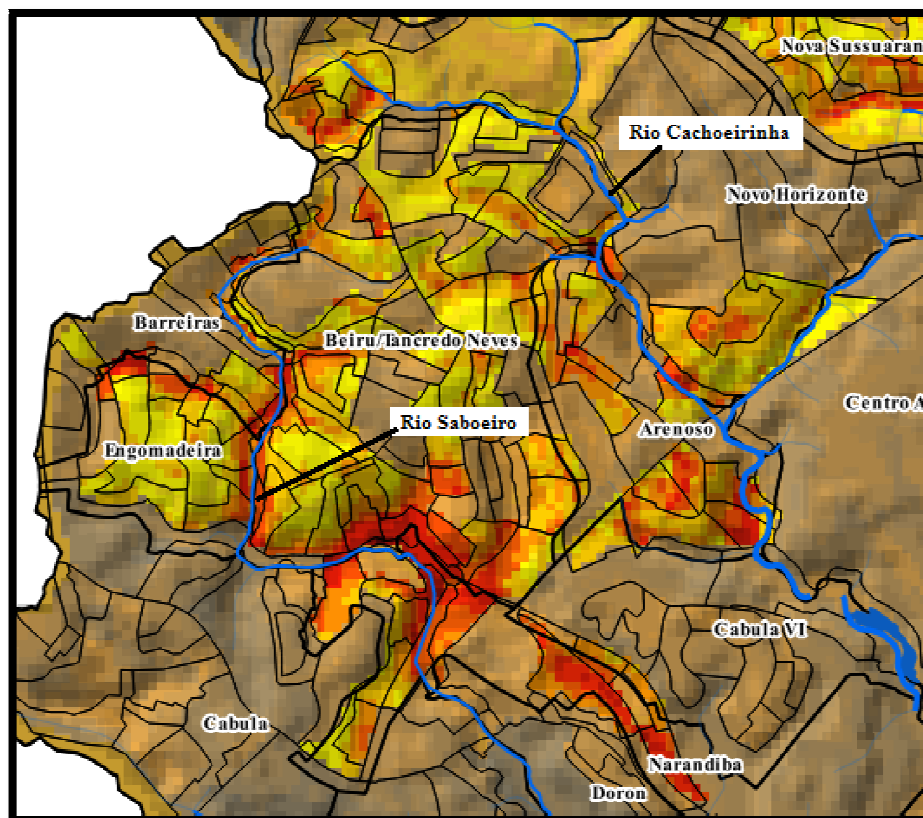 Nova Sussuaran
Rio Cachoeirinha
Novo Horizonte
Barreiras
Beiru/Tancredo Neves
Centro A
Rio Saboeiro
Arenoso
Engomadeira
Cabula VI
Cabula
Narandiba
Doron